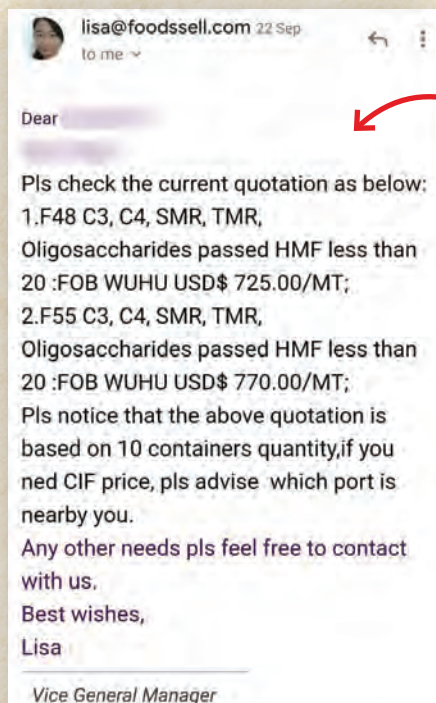 lisa@foodssell.com 22 Sep
to me
Dear
Pls check the current quotation as below:
1.F48 C3, C4, SMR, TMR,
Oligosaccharides passed HMF less than
20 :FOB WUHU USD$ 725.00/MT;
2.F55 C3, C4, SMR, TMR,
Oligosaccharides passed HMF less than
20 :FOB WUHU USD$ 770.00/MT;
Pls notice that the above quotation is
based on 10 containers quantity,if you
ned CIF price, pls advise which port is
nearby you.
Any other needs pls feel free to contact
with us.
Best wishes,
Lisa
Vice General Manager